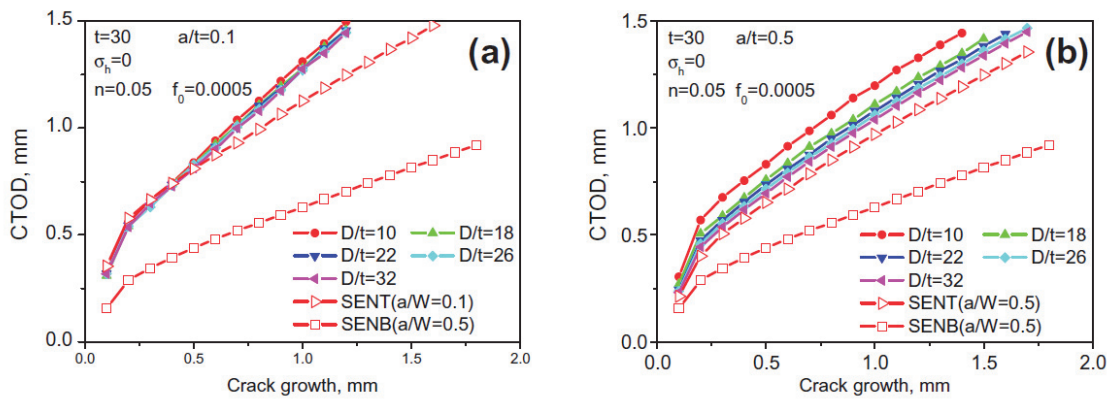 t=30 a/t=0.1
σh=0
n=0.05 f0=0.0005
(a)
1.5
1.0
0.5
0.0
CTOD, mm
D/t=10 D/t=18
D/t=22 D/t=26
D/t=32
SENT(a/W=0.1)
SENB(a/W=0.5)
0.0 0.5 1.0 1.5 2.0
Crack growth, mm
t=30 a/t=0.5
σh=0
n=0.05 f0=0.0005
(b)
1.5
1.0
0.5
0.0
CTOD, mm
D/t=10 D/t=18
D/t=22 D/t=26
D/t=32
SENT(a/W=0.5)
SENB(a/W=0.5)
0.0 0.5 1.0 1.5 2.0
Crack growth, mm